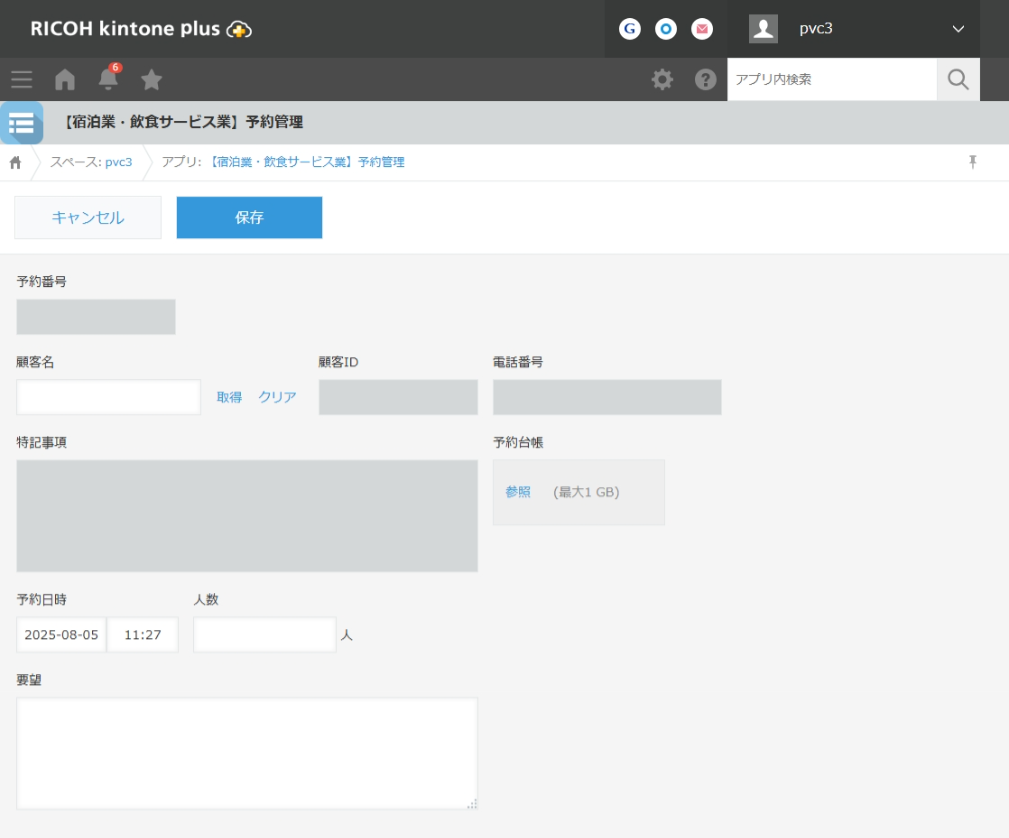 RICOH kintone plus
G
pvc3
6
?
アプリ内検索
【宿泊業・飲食サービス業】予約管理
スペース: pvc3
アプリ: 【宿泊業・飲食サービス業】予約管理
キャンセル
保存
予約番号
顧客名
顧客ID
電話番号
取得
クリア
特記事項
予約台帳
参照
(最大1 GB)
予約日時
人数
2025-08-05
11:27
人
要望